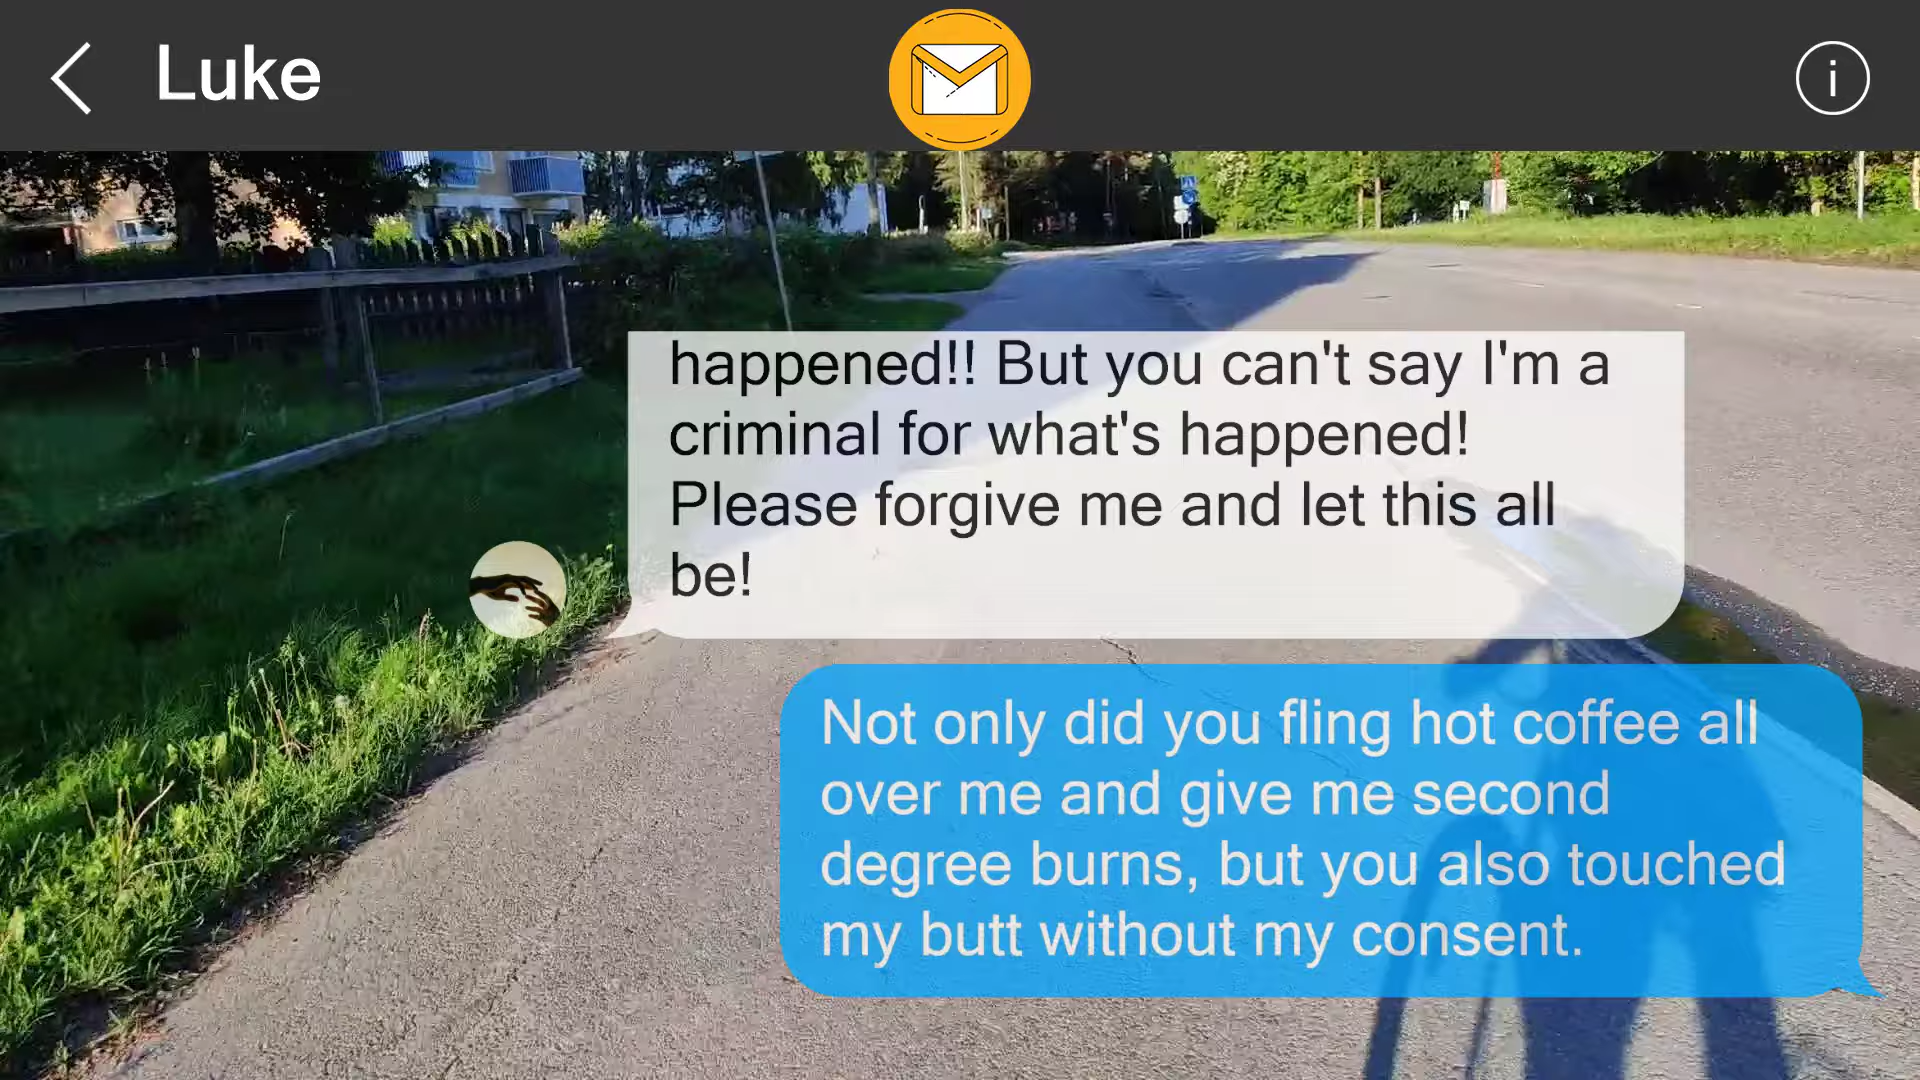 Luke
i
happened!! But you can't say I'm a
criminal for what's happened!
Please forgive me and let this all
be!
Not only did you fling hot coffee all
over me and give me second
degree burns, but you also touched
my butt without my consent.